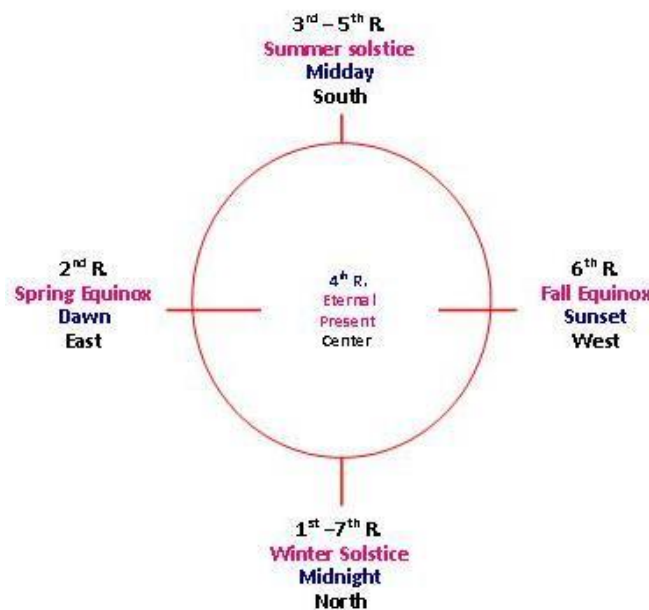 3rd – 5th R.
Summer solstice
Midday
South
2nd R.
Spring Equinox
Dawn
East
4th R.
Eternal
Present
Center
6th R.
Fall Equinox
Sunset
West
1st –7th R.
Winter Solstice
Midnight
North